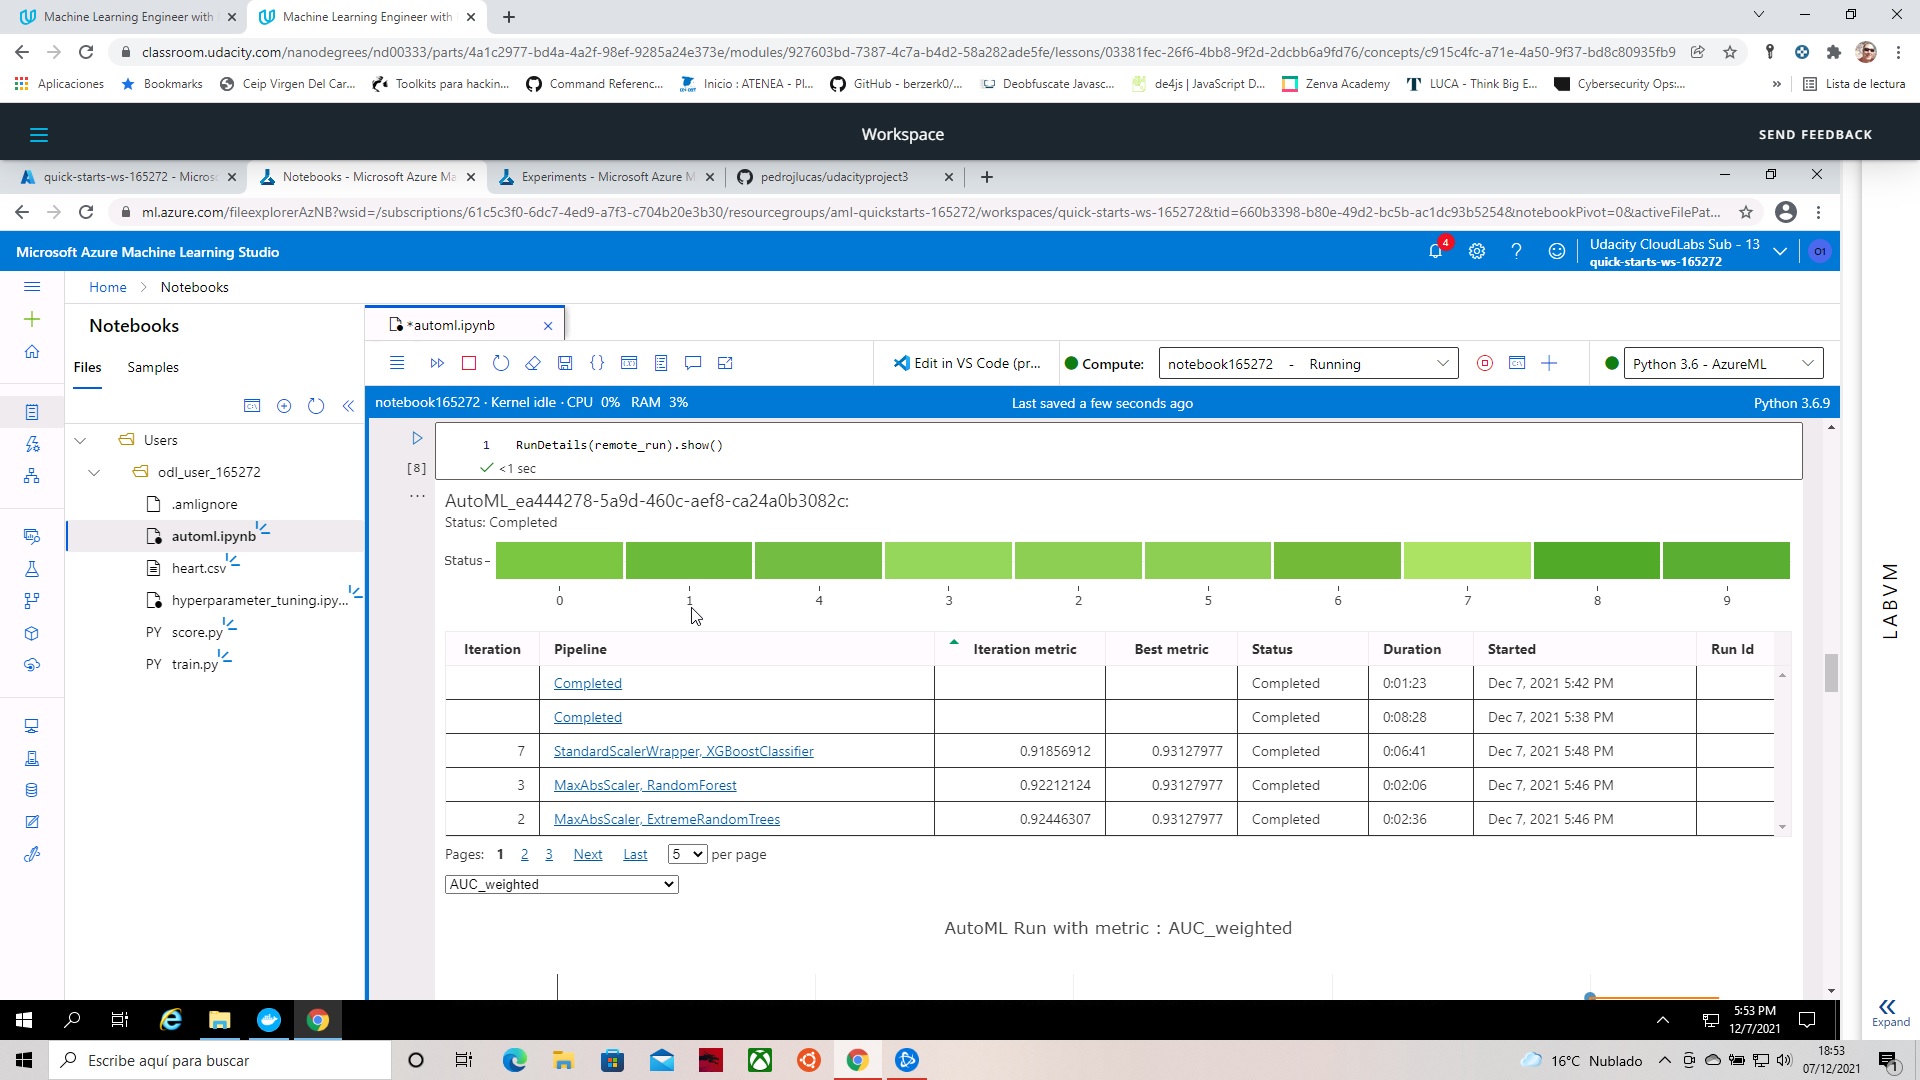 Machine Learning Engineer with
Machine Learning Engineer with
classroom.udacity.com/nanodegrees/nd00333/parts/4a1c2977-bd4a-4a2f-98ef-9285a24e373e/modules/927603bd-7387-4c7a-b4d2-58a282ade5fe/lessons/03381fec-26f6-4bb8-9f2d-2dcbb6a9fd76/concepts/c915c4fc-a71e-4a50-9f37-bd8c80935fb9
Aplicaciones
Bookmarks
Ceip Virgen Del Car...
Toolkits para hackin...
Command Referenc...
Inicio : ATENEA - Pl...
GitHub - berzerk0/...
Deobfuscate Javasc...
de4js | JavaScript D...
Zenva Academy
LUCA - Think Big E...
Cybersecurity Ops:...
»
Lista de lectura
Workspace
SEND FEEDBACK
quick-starts-ws-165272 - Micros
Notebooks - Microsoft Azure Ma
Experiments - Microsoft Azure M
pedrojlucas/udacityproject3
ml.azure.com/fileexplorerAzNB?wsid=/subscriptions/61c5c3f0-6dc7-4ed9-a7f3-c704b20e3b30/resourcegroups/aml-quickstarts-165272/workspaces/quick-starts-ws-165272&tid=660b3398-b80e-49d2-bc5b-ac1dc93b5254&notebookPivot=0&activeFilePat...
Microsoft Azure Machine Learning Studio
4
Udacity CloudLabs Sub - 13
quick-starts-ws-165272
O1
Home > Notebooks
Notebooks
Files
Samples
Users
odl_user_165272
.amlignore
automl.ipynb
heart.csv
hyperparameter_tuning.ipy...
PY score.py
PY train.py
*automl.ipynb
Edit in VS Code (pr...
Compute:
notebook165272 - Running
Python 3.6 - AzureML
notebook165272 · Kernel idle · CPU 0% RAM 3%
Last saved a few seconds ago
Python 3.6.9
1 RunDetails(remote_run).show()
[8]
<1 sec
...
AutoML_ea444278-5a9d-460c-aef8-ca24a0b3082c:
Status: Completed
Status
0 1 4 3 2 5 6 7 8 9
Iteration Pipeline Iteration metric Best metric Status Duration Started Run Id
Completed Completed 0:01:23 Dec 7, 2021 5:42 PM
Completed Completed 0:08:28 Dec 7, 2021 5:38 PM
7 StandardScalerWrapper, XGBoostClassifier 0.91856912 0.93127977 Completed 0:06:41 Dec 7, 2021 5:48 PM
3 MaxAbsScaler, RandomForest 0.92212124 0.93127977 Completed 0:02:06 Dec 7, 2021 5:46 PM
2 MaxAbsScaler, ExtremeRandomTrees 0.92446307 0.93127977 Completed 0:02:36 Dec 7, 2021 5:46 PM
Pages: 1 2 3 Next Last 5 per page
AUC_weighted
AutoML Run with metric : AUC_weighted
LABVM
Expand
5:53 PM
12/7/2021
Escribe aquí para buscar
16°C Nublado
18:53
07/12/2021
1